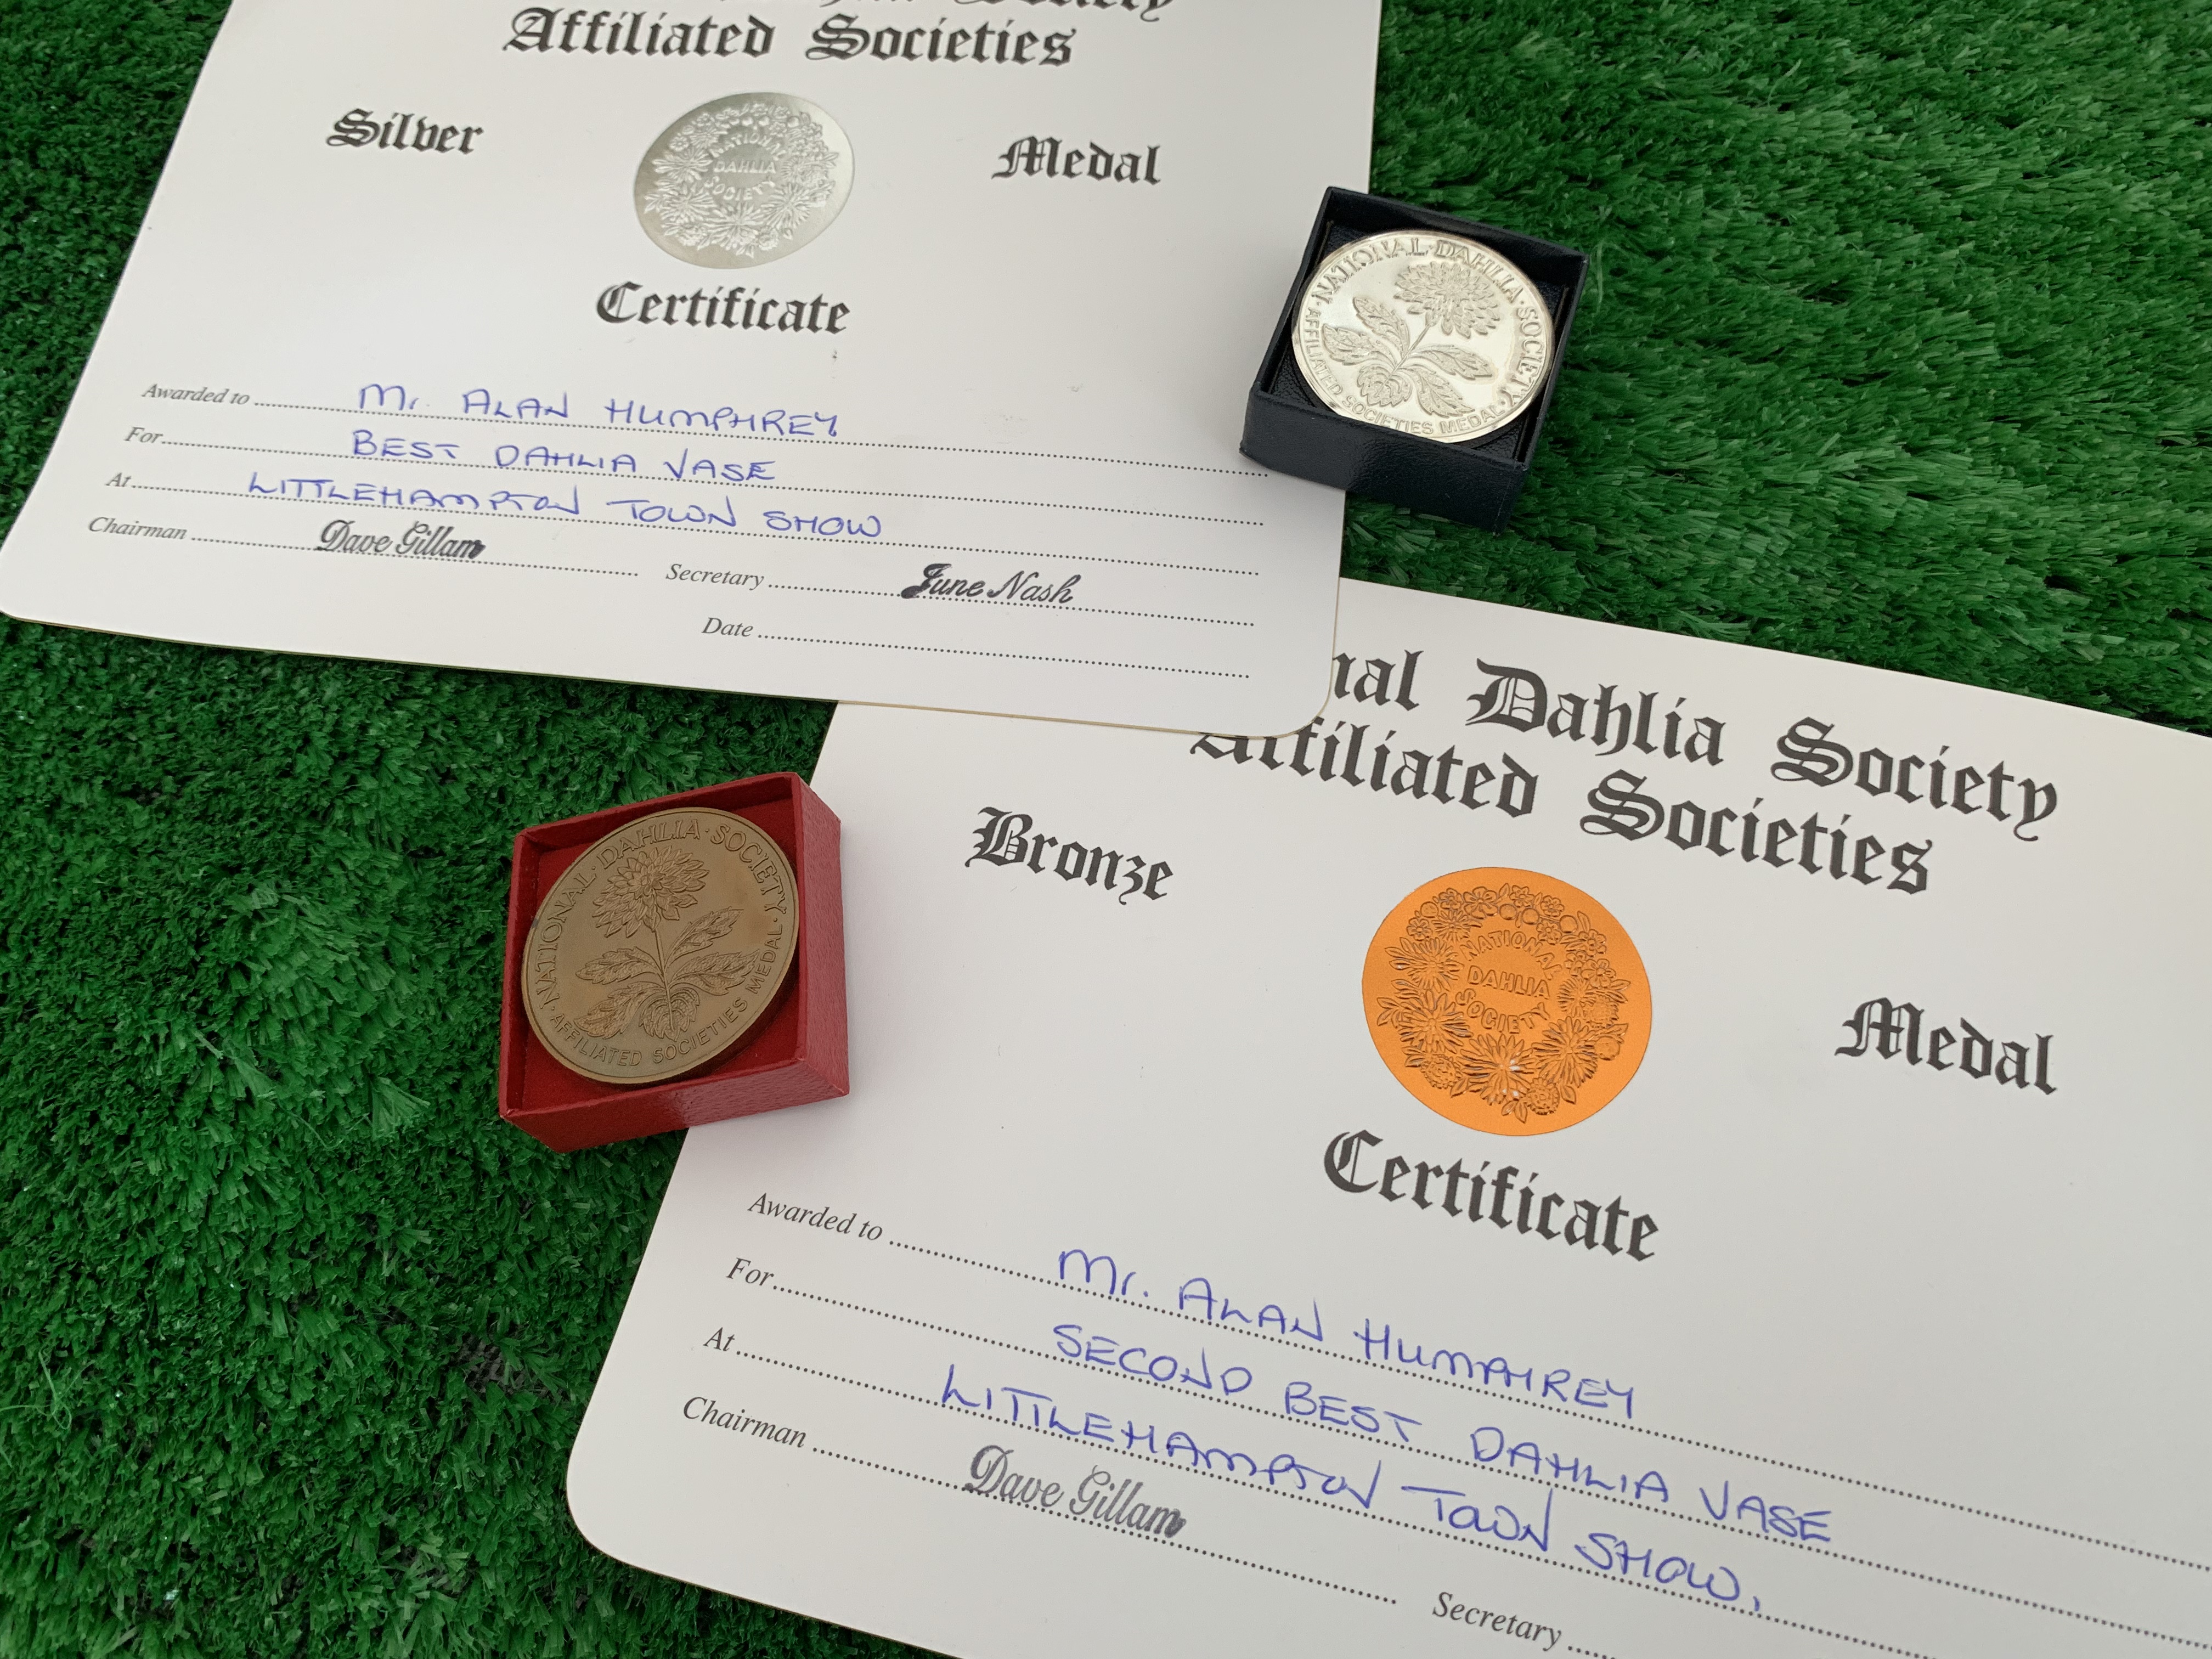 Society
Affiliated Societies
Silver Medal
NATIONAL
DAHLIA
SOCIETY
Certificate
Awarded to Mr. ALAN HUMPHREY
For BEST DAHLIA VASE
At LITTLEHAMPTON TOWN SHOW
Chairman Dave Gillam Secretary June Nash
Date
NATIONAL · DAHLIA · SOCIETY
AFFILIATED SOCIETIES MEDAL
nal Dahlia Society
Affiliated Societies
Bronze Medal
NATIONAL
DAHLIA
SOCIETY
Certificate
Awarded to Mr. ALAN HUMPHREY
For SECOND BEST DAHLIA VASE
At LITTLEHAMPTON TOWN SHOW.
Chairman Dave Gillam Secretary
NATIONAL · DAHLIA · SOCIETY
AFFILIATED SOCIETIES MEDAL